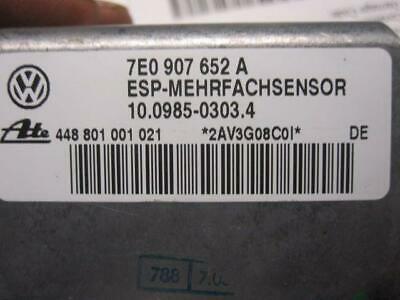 7E0 907 652 A
ESP-MEHRFACHSENSOR
10.0985-0303.4
Ate 448 801 001 021 *2AV3G08C0I* DE
788